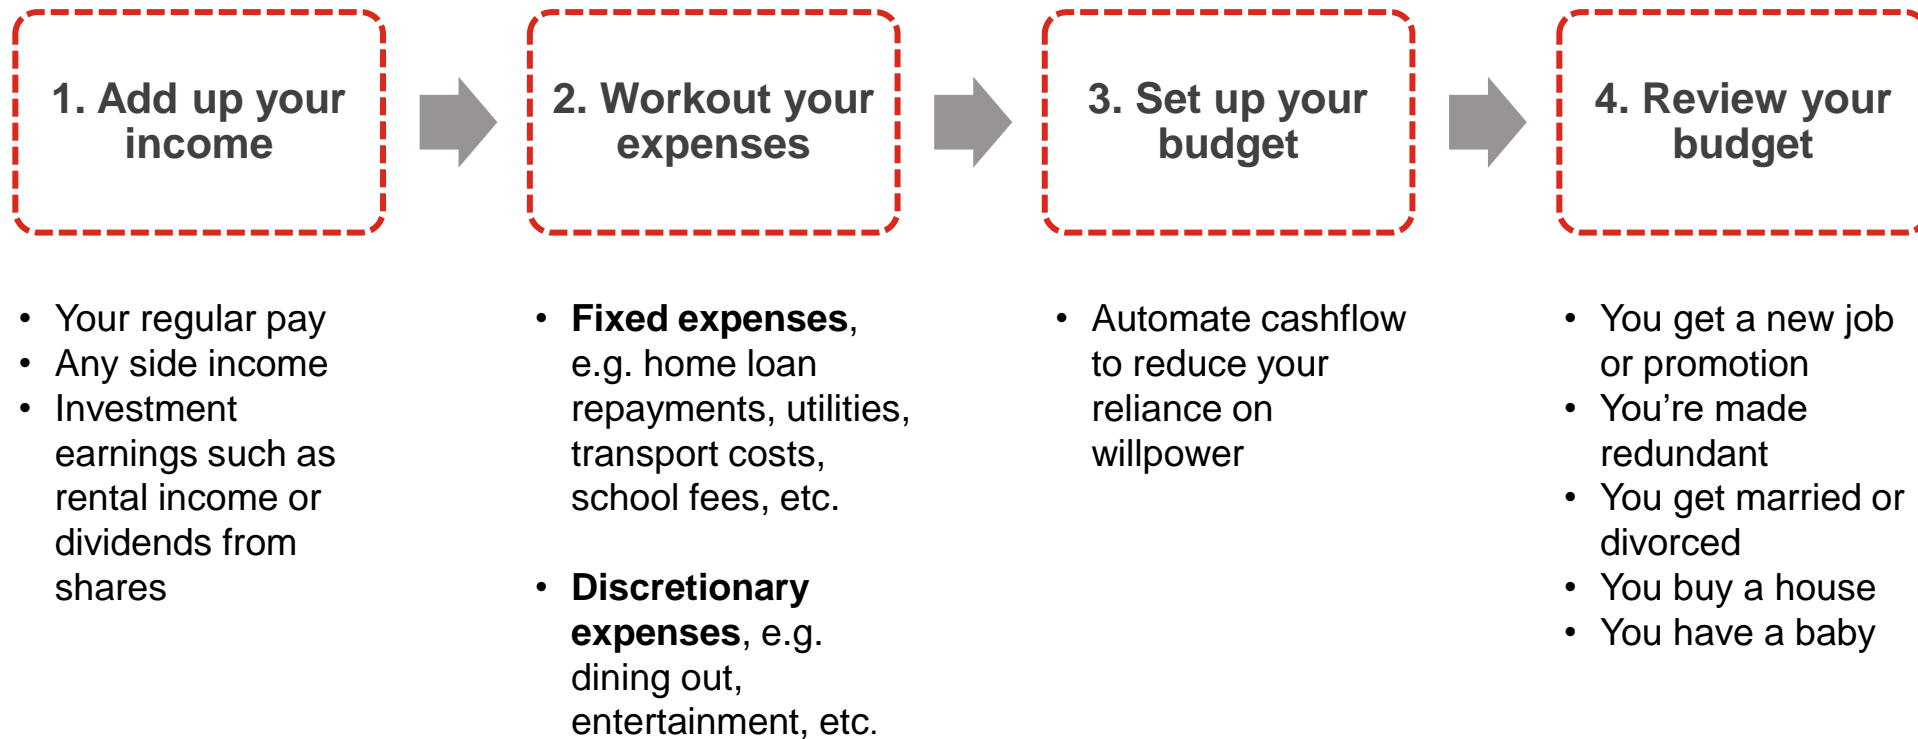 1. Add up your
income
2. Workout your
expenses
3. Set up your
budget
4. Review your
budget
• Your regular pay
• Any side income
• Investment
earnings such as
rental income or
dividends from
shares
• Fixed expenses,
e.g. home loan
repayments, utilities,
transport costs,
school fees, etc.
• Discretionary
expenses, e.g.
dining out,
entertainment, etc.
• Automate cashflow
to reduce your
reliance on
willpower
• You get a new job
or promotion
• You’re made
redundant
• You get married or
divorced
• You buy a house
• You have a baby